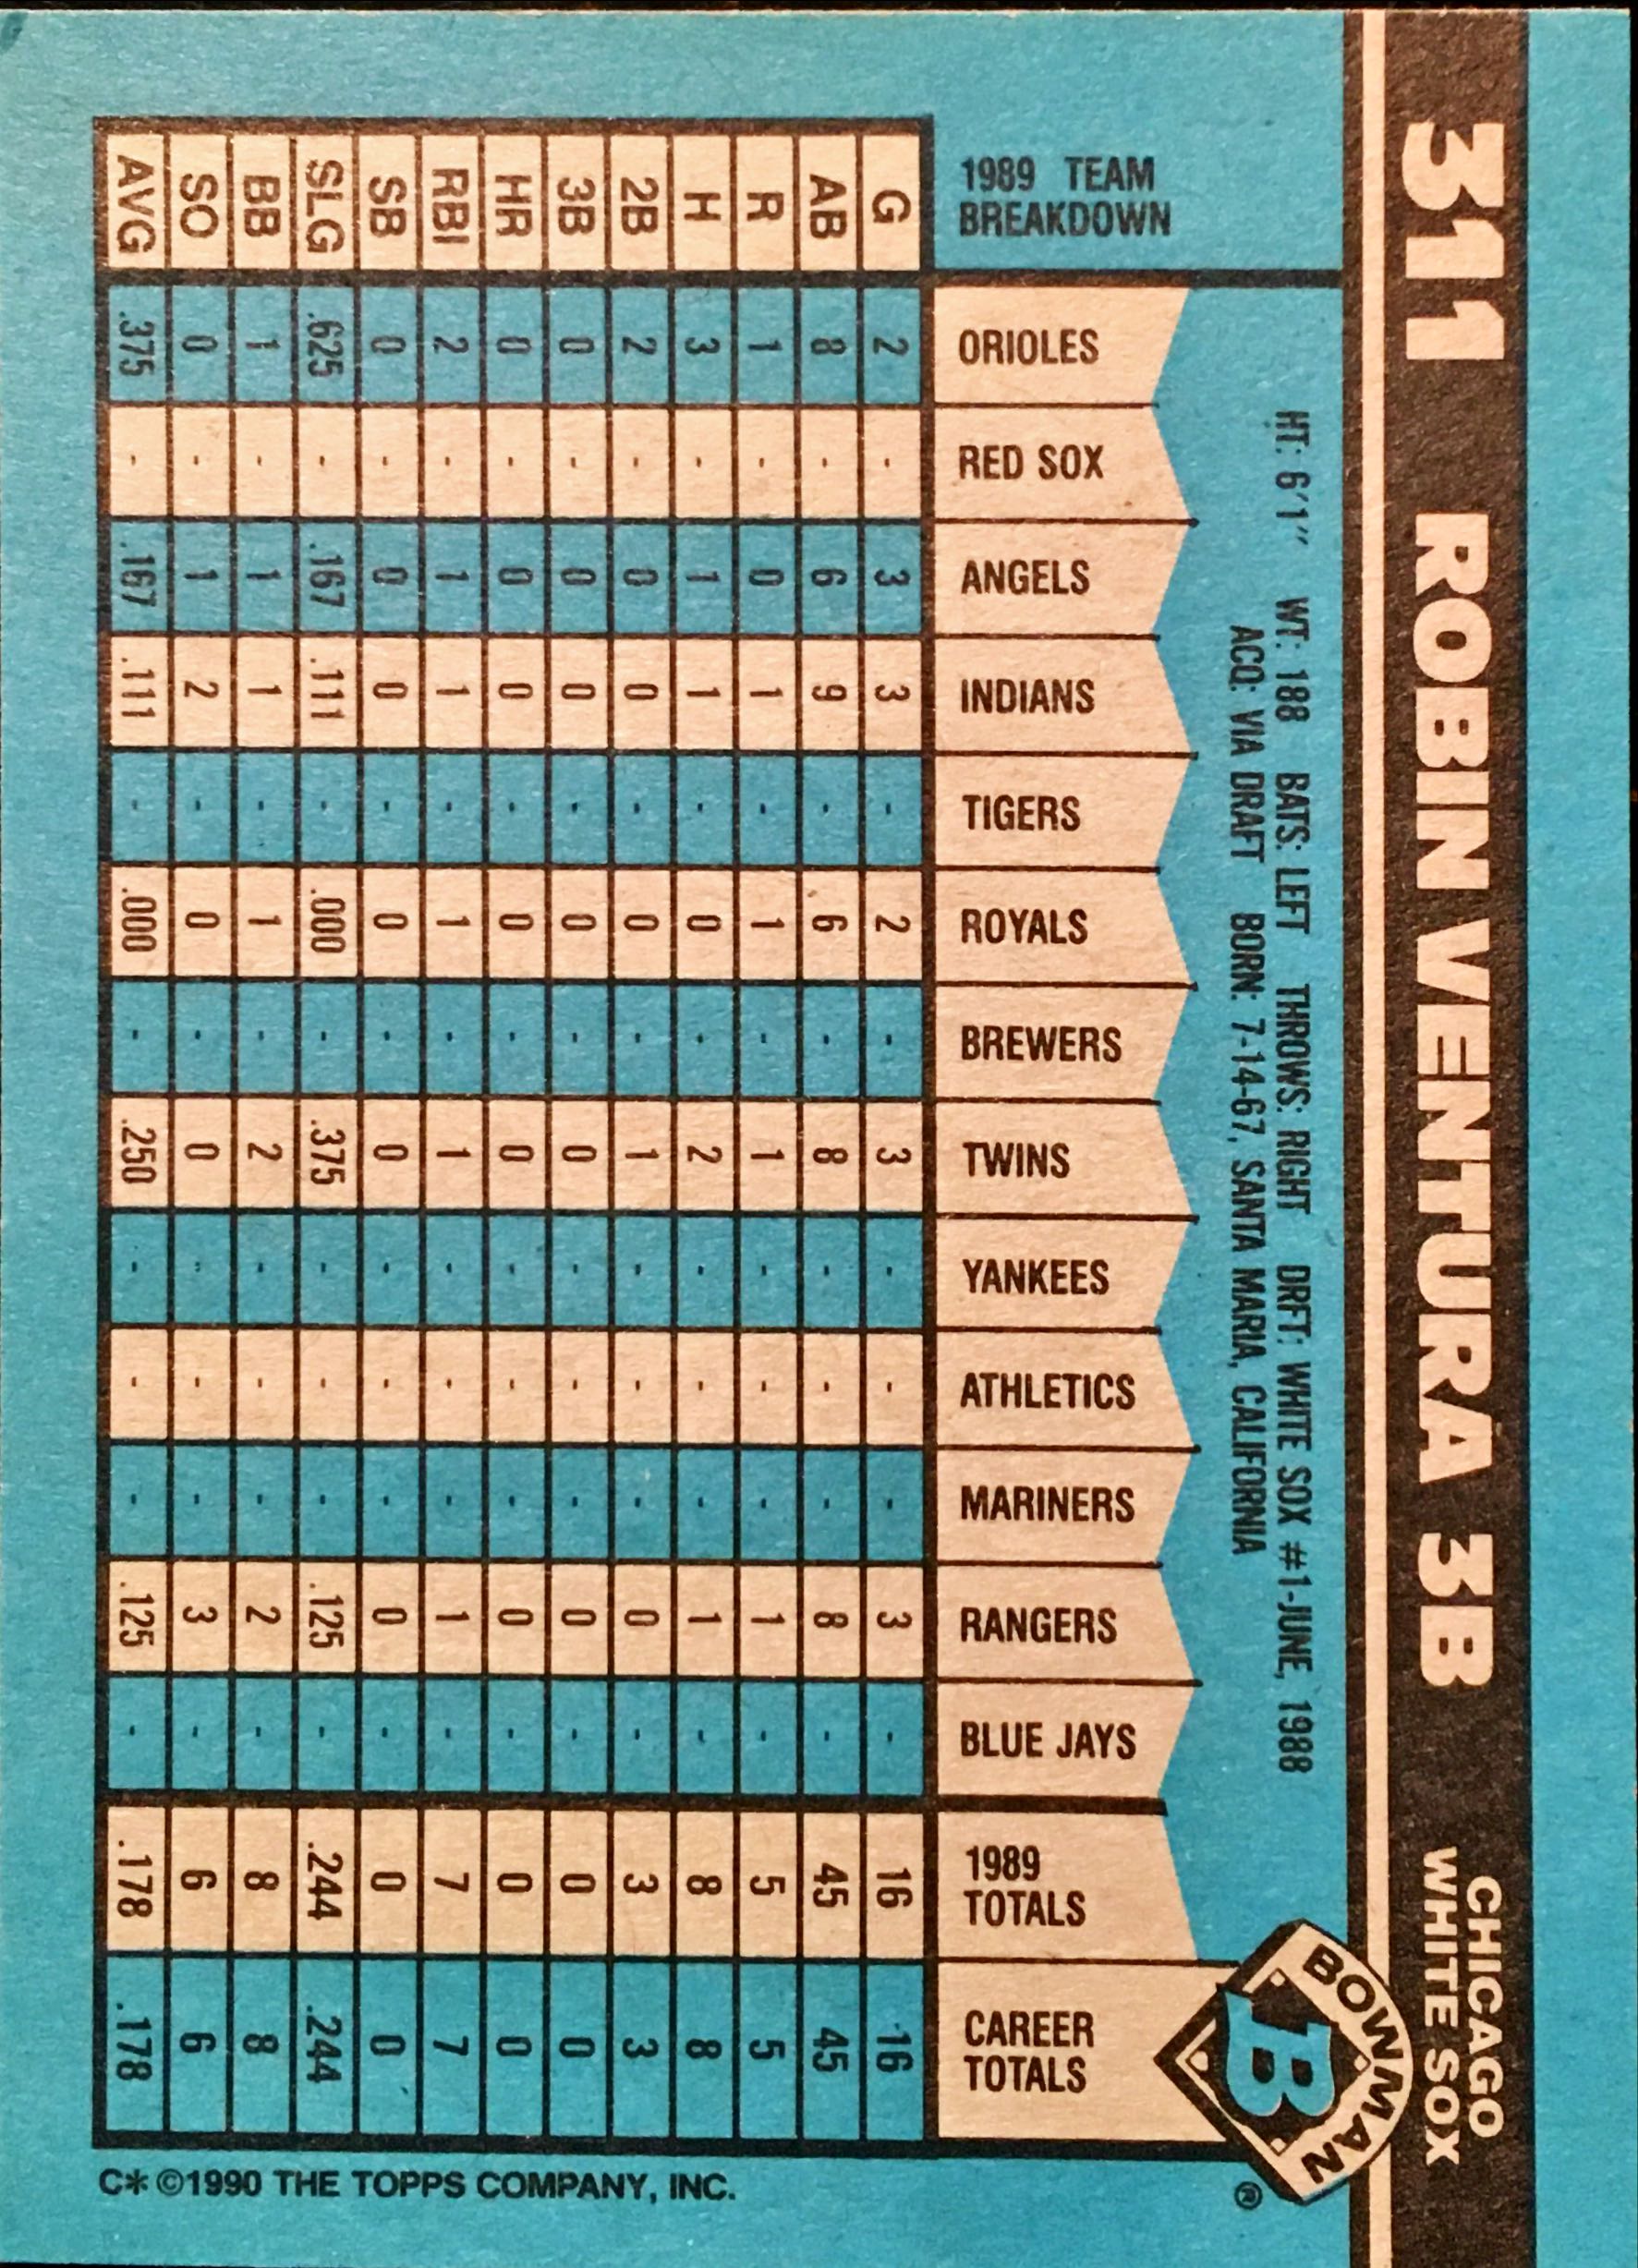 311 ROBIN VENTURA 3B
CHICAGO
WHITE SOX
HT: 6'1" WT: 188 BATS: LEFT THROWS: RIGHT DRFT: WHITE SOX #1-JUNE, 1988
ACQ: VIA DRAFT BORN: 7-14-67, SANTA MARIA, CALIFORNIA
BOWMAN
B
®
1989 TEAM
BREAKDOWN
G AB R H 2B 3B HR RBI SB SLG BB SO AVG
ORIOLES 2 8 1 3 2 0 0 2 0 .625 1 0 .375
RED SOX - - - - - - - - - - - - -
ANGELS 3 6 0 1 0 0 0 1 0 .167 1 1 .167
INDIANS 3 9 1 1 0 0 0 1 0 .111 1 2 .111
TIGERS - - - - - - - - - - - - -
ROYALS 2 6 1 0 0 0 0 1 0 .000 1 0 .000
BREWERS - - - - - - - - - - - - -
TWINS 3 8 1 2 1 0 0 1 0 .375 2 0 .250
YANKEES - - - - - - - - - - - - -
ATHLETICS - - - - - - - - - - - - -
MARINERS - - - - - - - - - - - - -
RANGERS 3 8 1 1 0 0 0 1 0 .125 2 3 .125
BLUE JAYS - - - - - - - - - - - - -
1989
TOTALS 16 45 5 8 3 0 0 7 0 .244 8 6 .178
CAREER
TOTALS 16 45 5 8 3 0 0 7 0 .244 8 6 .178
C* ©1990 THE TOPPS COMPANY, INC.